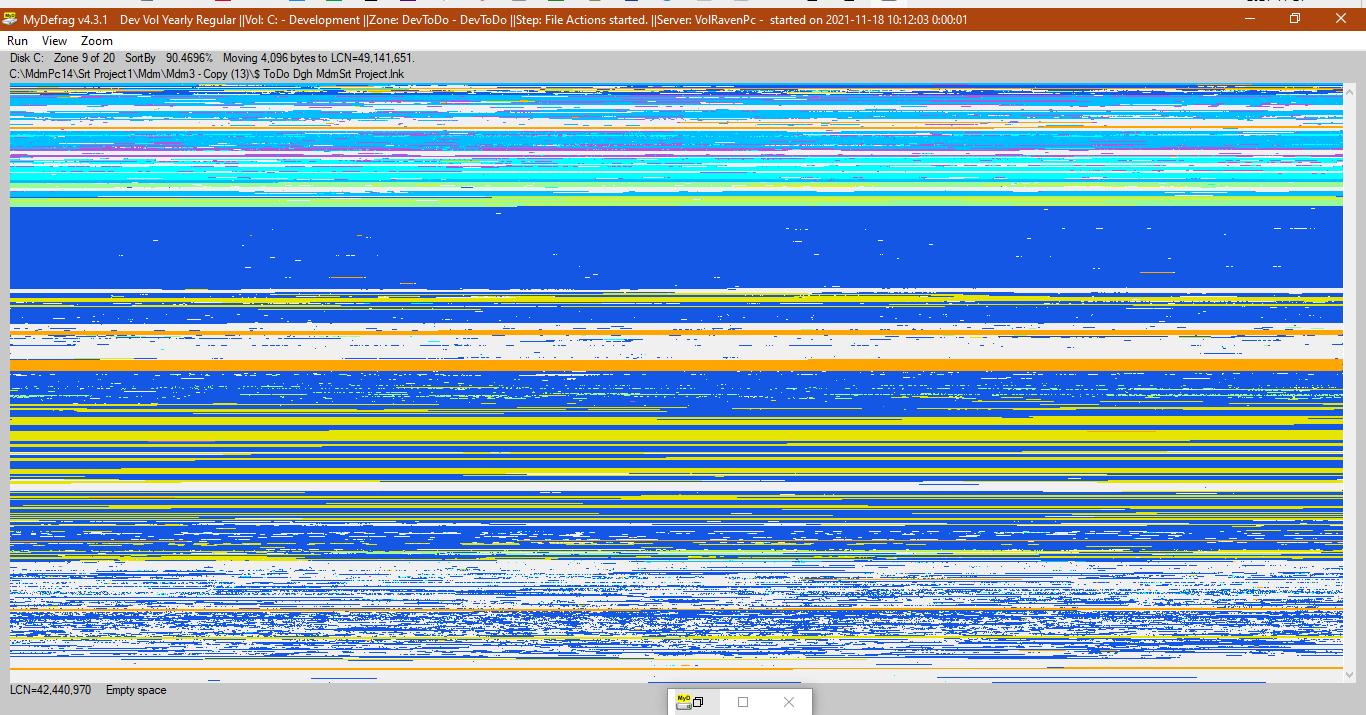 MyDefrag v4.3.1 Dev Vol Yearly Regular ||Vol: C: - Development ||Zone: DevToDo - DevToDo ||Step: File Actions started. ||Server: VolRavenPc - started on 2021-11-18 10:12:03 0:00:01
Run View Zoom
Disk C: Zone 9 of 20 SortBy 90.4696% Moving 4,096 bytes to LCN=49,141,651.
C:\MdmPc14\Srt Project1\Mdm\Mdm3 - Copy (13)\$ ToDo Dgh MdmSrt Project.lnk
LCN=42,440,970 Empty space
MyD